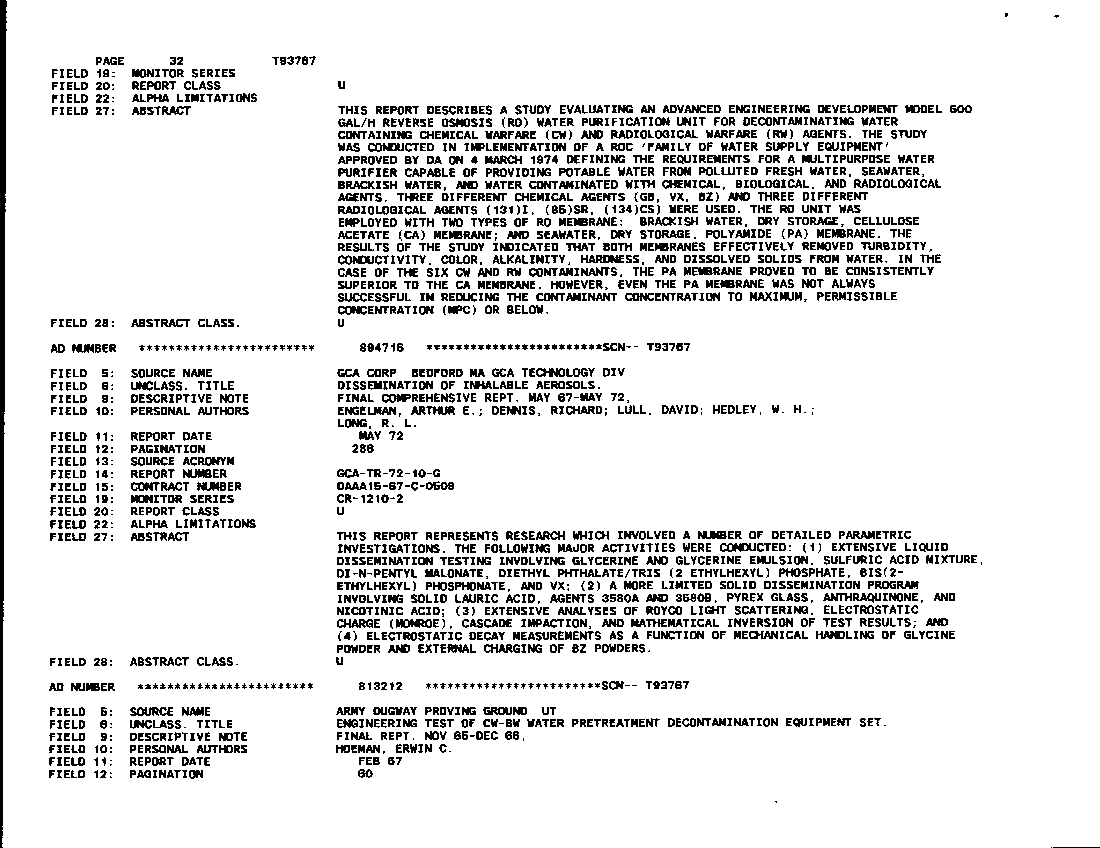 PAGE 32 T93767
FIELD 19: MONITOR SERIES
FIELD 20: REPORT CLASS U
FIELD 22: ALPHA LIMITATIONS
FIELD 27: ABSTRACT THIS REPORT DESCRIBES A STUDY EVALUATING AN ADVANCED ENGINEERING DEVELOPMENT MODEL 600
GAL/H REVERSE OSMOSIS (RO) WATER PURIFICATION UNIT FOR DECONTAMINATING WATER
CONTAINING CHEMICAL WARFARE (CW) AND RADIOLOGICAL WARFARE (RW) AGENTS. THE STUDY
WAS CONDUCTED IN IMPLEMENTATION OF A ROC 'FAMILY OF WATER SUPPLY EQUIPMENT'
APPROVED BY DA ON 4 MARCH 1974 DEFINING THE REQUIREMENTS FOR A MULTIPURPOSE WATER
PURIFIER CAPABLE OF PROVIDING POTABLE WATER FROM POLLUTED FRESH WATER, SEAWATER,
BRACKISH WATER, AND WATER CONTAMINATED WITH CHEMICAL, BIOLOGICAL, AND RADIOLOGICAL
AGENTS. THREE DIFFERENT CHEMICAL AGENTS (GB, VX, BZ) AND THREE DIFFERENT
RADIOLOGICAL AGENTS (131)I, (85)SR, (134)CS) WERE USED. THE RO UNIT WAS
EMPLOYED WITH TWO TYPES OF RO MEMBRANE: BRACKISH WATER, DRY STORAGE, CELLULOSE
ACETATE (CA) MEMBRANE; AND SEAWATER, DRY STORAGE, POLYAMIDE (PA) MEMBRANE. THE
RESULTS OF THE STUDY INDICATED THAT BOTH MEMBRANES EFFECTIVELY REMOVED TURBIDITY,
CONDUCTIVITY, COLOR, ALKALINITY, HARDNESS, AND DISSOLVED SOLIDS FROM WATER. IN THE
CASE OF THE SIX CW AND RW CONTAMINANTS, THE PA MEMBRANE PROVED TO BE CONSISTENTLY
SUPERIOR TO THE CA MEMBRANE. HOWEVER, EVEN THE PA MEMBRANE WAS NOT ALWAYS
SUCCESSFUL IN REDUCING THE CONTAMINANT CONCENTRATION TO MAXIMUM, PERMISSIBLE
CONCENTRATION (MPC) OR BELOW.
FIELD 28: ABSTRACT CLASS. U
AD NUMBER ************************ 894716 ************************SCN-- T93767
FIELD 5: SOURCE NAME GCA CORP BEDFORD MA GCA TECHNOLOGY DIV
FIELD 6: UNCLASS. TITLE DISSEMINATION OF INHALABLE AEROSOLS.
FIELD 9: DESCRIPTIVE NOTE FINAL COMPREHENSIVE REPT. MAY 67-MAY 72,
FIELD 10: PERSONAL AUTHORS ENGELMAN, ARTHUR E.; DENNIS, RICHARD; LULL, DAVID; HEDLEY, W. H.;
LONG, R. L.
FIELD 11: REPORT DATE MAY 72
FIELD 12: PAGINATION 286
FIELD 13: SOURCE ACRONYM
FIELD 14: REPORT NUMBER GCA-TR-72-10-G
FIELD 15: CONTRACT NUMBER DAAA15-67-C-0509
FIELD 19: MONITOR SERIES CR-1210-2
FIELD 20: REPORT CLASS U
FIELD 22: ALPHA LIMITATIONS
FIELD 27: ABSTRACT THIS REPORT REPRESENTS RESEARCH WHICH INVOLVED A NUMBER OF DETAILED PARAMETRIC
INVESTIGATIONS. THE FOLLOWING MAJOR ACTIVITIES WERE CONDUCTED: (1) EXTENSIVE LIQUID
DISSEMINATION TESTING INVOLVING GLYCERINE AND GLYCERINE EMULSION, SULFURIC ACID MIXTURE,
DI-N-PENTYL MALONATE, DIETHYL PHTHALATE/TRIS (2 ETHYLHEXYL) PHOSPHATE, BIS(2-
ETHYLHEXYL) PHOSPHONATE, AND VX; (2) A MORE LIMITED SOLID DISSEMINATION PROGRAM
INVOLVING SOLID LAURIC ACID, AGENTS 3580A AND 3580B, PYREX GLASS, ANTHRAQUINONE, AND
NICOTINIC ACID; (3) EXTENSIVE ANALYSES OF ROYCO LIGHT SCATTERING, ELECTROSTATIC
CHARGE (MONROE), CASCADE IMPACTION, AND MATHEMATICAL INVERSION OF TEST RESULTS; AND
(4) ELECTROSTATIC DECAY MEASUREMENTS AS A FUNCTION OF MECHANICAL HANDLING OF GLYCINE
POWDER AND EXTERNAL CHARGING OF BZ POWDERS.
FIELD 28: ABSTRACT CLASS. U
AD NUMBER ************************ 813212 ************************SCN-- T93767
FIELD 5: SOURCE NAME ARMY DUGWAY PROVING GROUND UT
FIELD 6: UNCLASS. TITLE ENGINEERING TEST OF CW-BW WATER PRETREATMENT DECONTAMINATION EQUIPMENT SET.
FIELD 9: DESCRIPTIVE NOTE FINAL REPT. NOV 65-DEC 66,
FIELD 10: PERSONAL AUTHORS HOEMAN, ERWIN C.
FIELD 11: REPORT DATE FEB 67
FIELD 12: PAGINATION 60